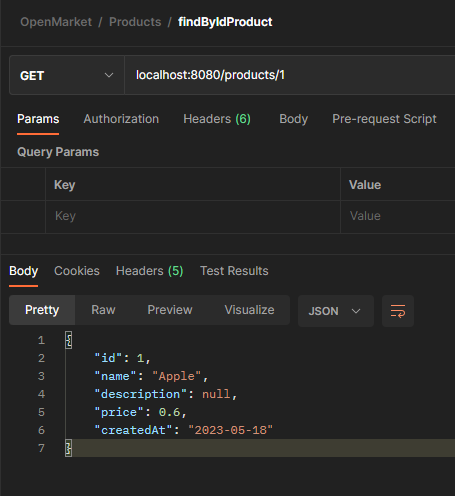 OpenMarket / Products / findByIdProduct
GET localhost:8080/products/1
Params Authorization Headers (6) Body Pre-request Script
Query Params
Key Value
Key Value
Body Cookies Headers (5) Test Results
Pretty Raw Preview Visualize JSON
1 {
2 "id": 1,
3 "name": "Apple",
4 "description": null,
5 "price": 0.6,
6 "createdAt": "2023-05-18"
7 }